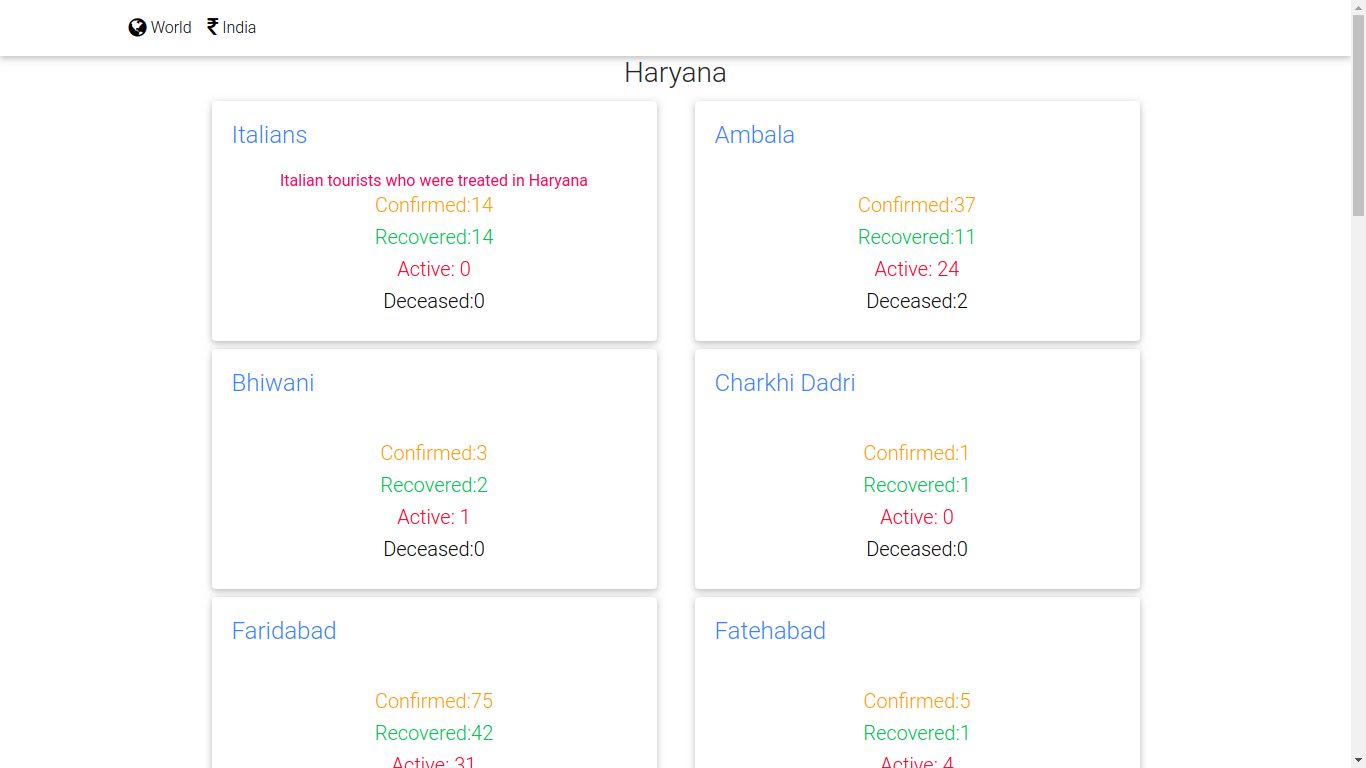 World India
Haryana
Italians
Italian tourists who were treated in Haryana
Confirmed:14
Recovered:14
Active: 0
Deceased:0
Ambala
Confirmed:37
Recovered:11
Active: 24
Deceased:2
Bhiwani
Confirmed:3
Recovered:2
Active: 1
Deceased:0
Charkhi Dadri
Confirmed:1
Recovered:1
Active: 0
Deceased:0
Faridabad
Confirmed:75
Recovered:42
Active: 31
Fatehabad
Confirmed:5
Recovered:1
Active: 4